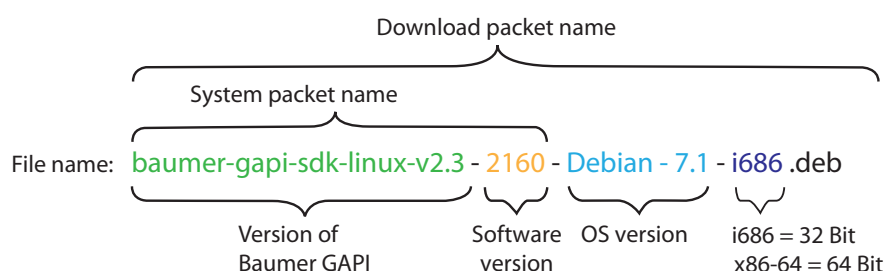 Download packet name
System packet name
File name: baumer-gapi-sdk-linux-v2.3 - 2160 - Debian - 7.1 - i686 .deb
Version of Baumer GAPI
Software version
OS version
i686 = 32 Bit
x86-64 = 64 Bit